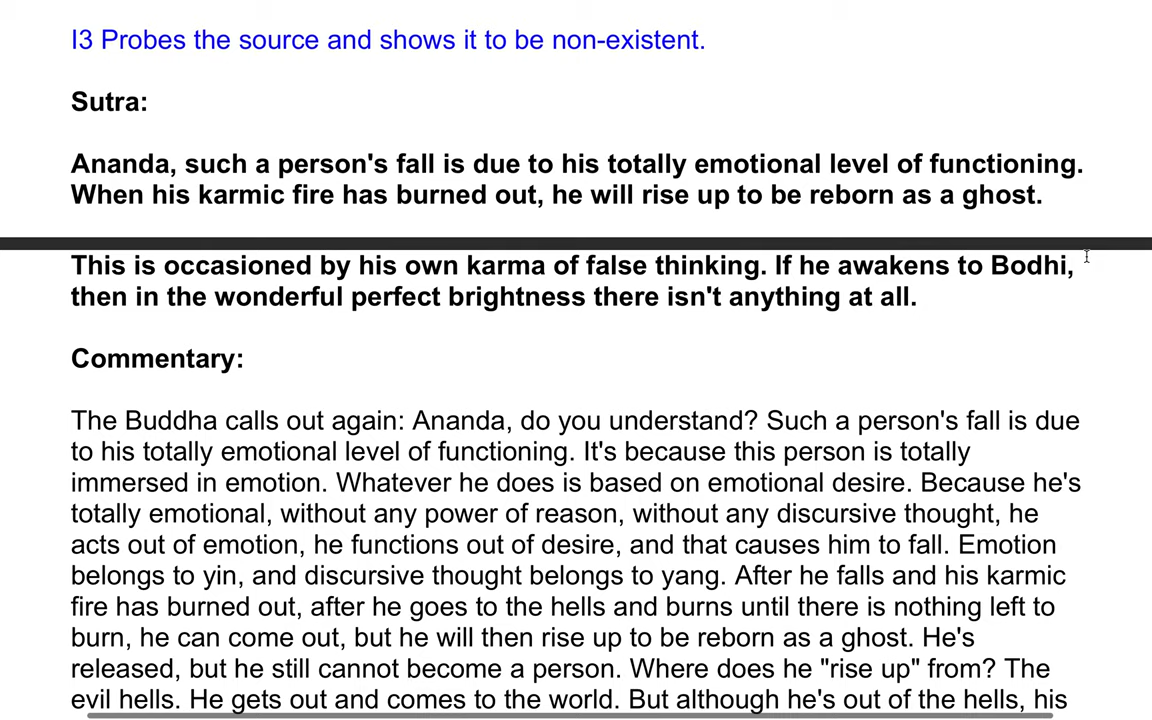 I3 Probes the source and shows it to be non-existent.
Sutra:
Ananda, such a person's fall is due to his totally emotional level of functioning.
When his karmic fire has burned out, he will rise up to be reborn as a ghost.
This is occasioned by his own karma of false thinking. If he awakens to Bodhi,
then in the wonderful perfect brightness there isn't anything at all.
Commentary:
The Buddha calls out again: Ananda, do you understand? Such a person's fall is due
to his totally emotional level of functioning. It's because this person is totally
immersed in emotion. Whatever he does is based on emotional desire. Because he's
totally emotional, without any power of reason, without any discursive thought, he
acts out of emotion, he functions out of desire, and that causes him to fall. Emotion
belongs to yin, and discursive thought belongs to yang. After he falls and his karmic
fire has burned out, after he goes to the hells and burns until there is nothing left to
burn, he can come out, but he will then rise up to be reborn as a ghost. He's
released, but he still cannot become a person. Where does he "rise up" from? The
evil hells. He gets out and comes to the world. But although he's out of the hells, his